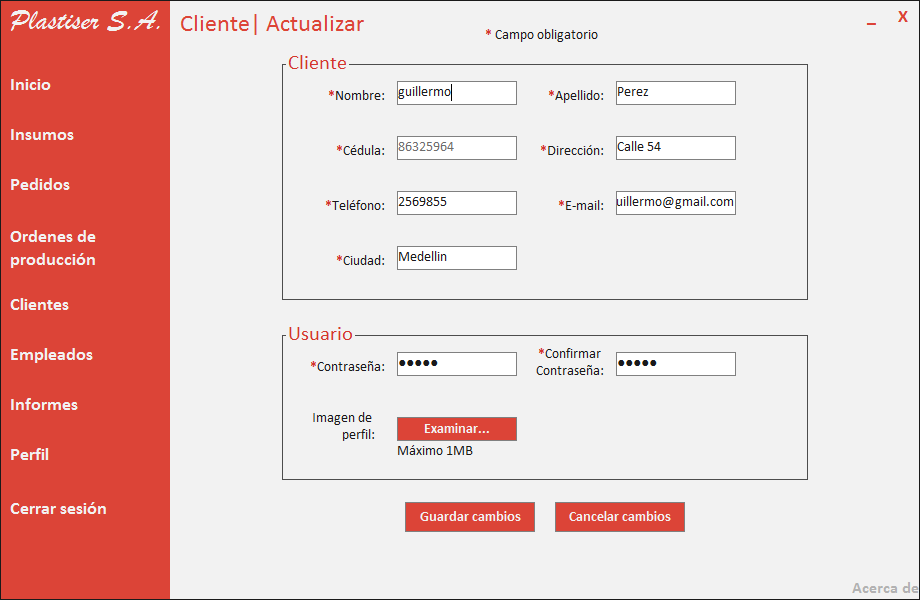 Plastiser S.A.
Inicio
Insumos
Pedidos
Ordenes de
producción
Clientes
Empleados
Informes
Perfil
Cerrar sesión
Cliente| Actualizar
_ X
* Campo obligatorio
Cliente
*Nombre: guillermo *Apellido: Perez
*Cédula: 86325964 *Dirección: Calle 54
*Teléfono: 2569855 *E-mail: uillermo@gmail.com
*Ciudad: Medellin
Usuario
*Contraseña: ●●●●●
*Confirmar
Contraseña: ●●●●●
Imagen de
perfil:
Examinar...
Máximo 1MB
Guardar cambios Cancelar cambios
Acerca de